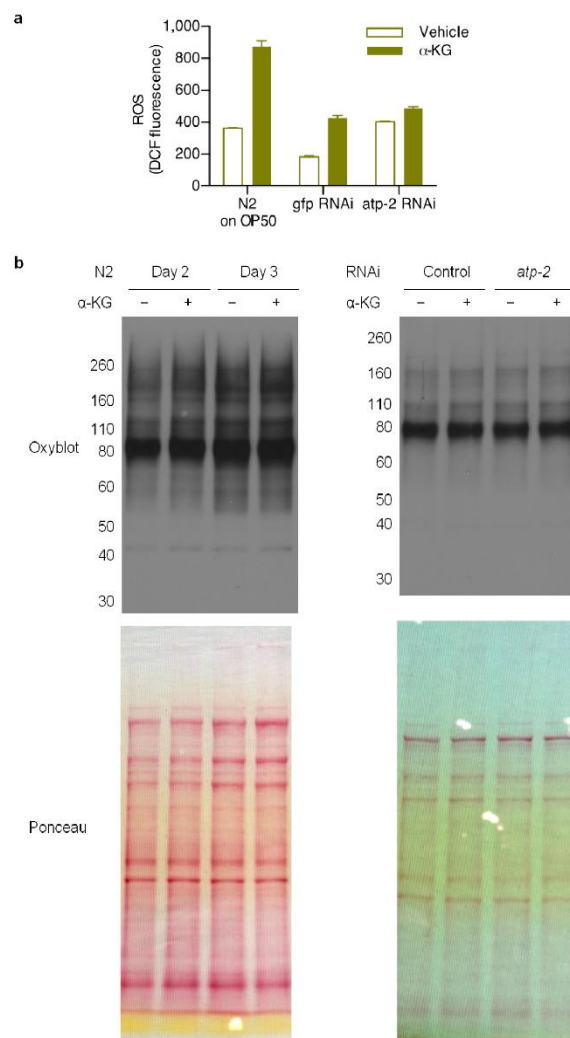 a
Vehicle
α-KG
ROS
(DCF fluorescence)
1,000
800
600
400
200
0
N2
on OP50
gfp RNAi
atp-2 RNAi
b
N2 Day 2 Day 3
α-KG – + – +
RNAi Control atp-2
α-KG – + – +
Oxyblot
260
160
110
80
60
50
40
30
260
160
110
80
60
50
40
30
Ponceau